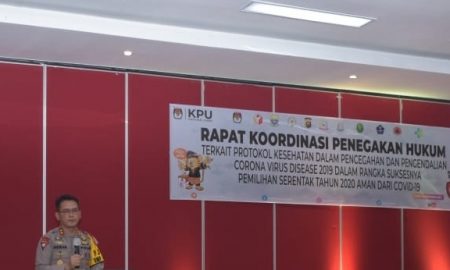 KPU
RAPAT KOORDINASI PENEGAKAN HUKUM
TERKAIT PROTOKOL KESEHATAN DALAM PENCEGAHAN DAN PENGENDALIAN
CORONA VIRUS DISEASE 2019 DALAM RANGKA SUKSESNYA
PEMILIHAN SERENTAK TAHUN 2020 AMAN DARI COVID-19